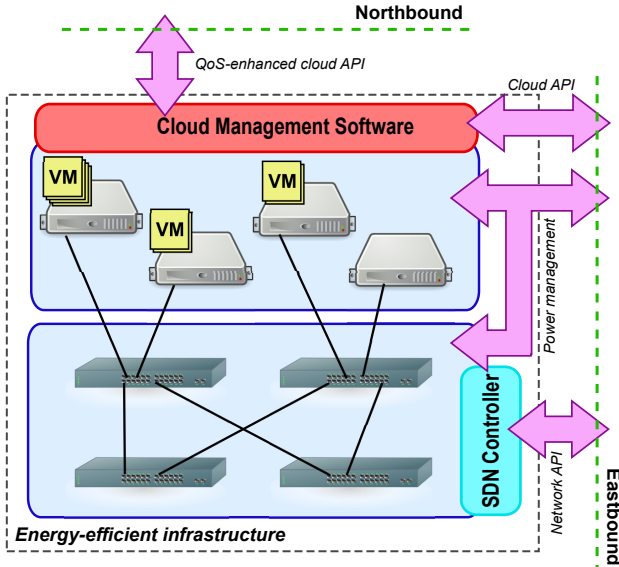 Northbound
QoS-enhanced cloud API
Cloud API
Cloud Management Software
VM
VM
VM
Power management
SDN Controller
Network API
Eastbound
Energy-efficient infrastructure